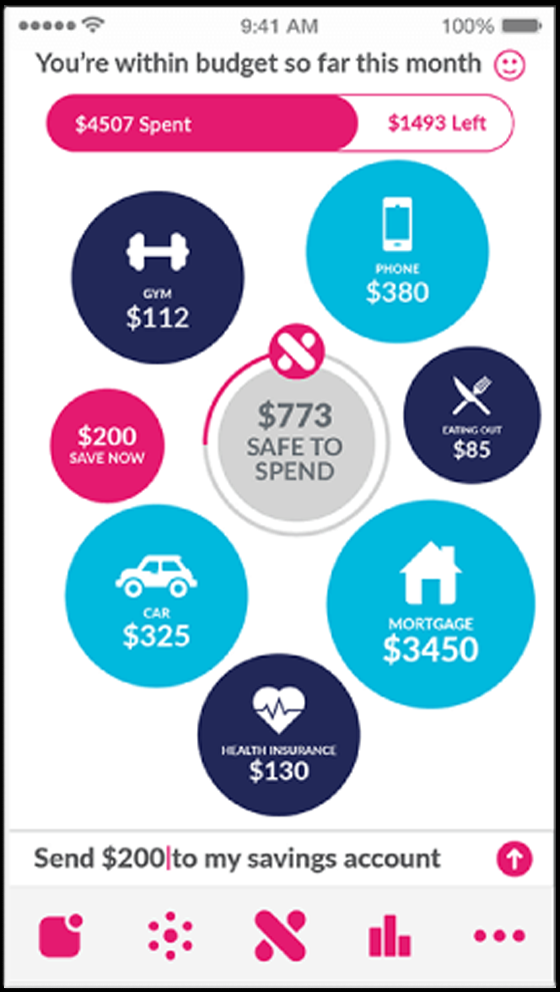 9:41 AM 100%
You're within budget so far this month
$4507 Spent $1493 Left
GYM
$112
PHONE
$380
$773
SAFE TO
SPEND
EATING OUT
$85
$200
SAVE NOW
CAR
$325
MORTGAGE
$3450
HEALTH INSURANCE
$130
Send $200 to my savings account